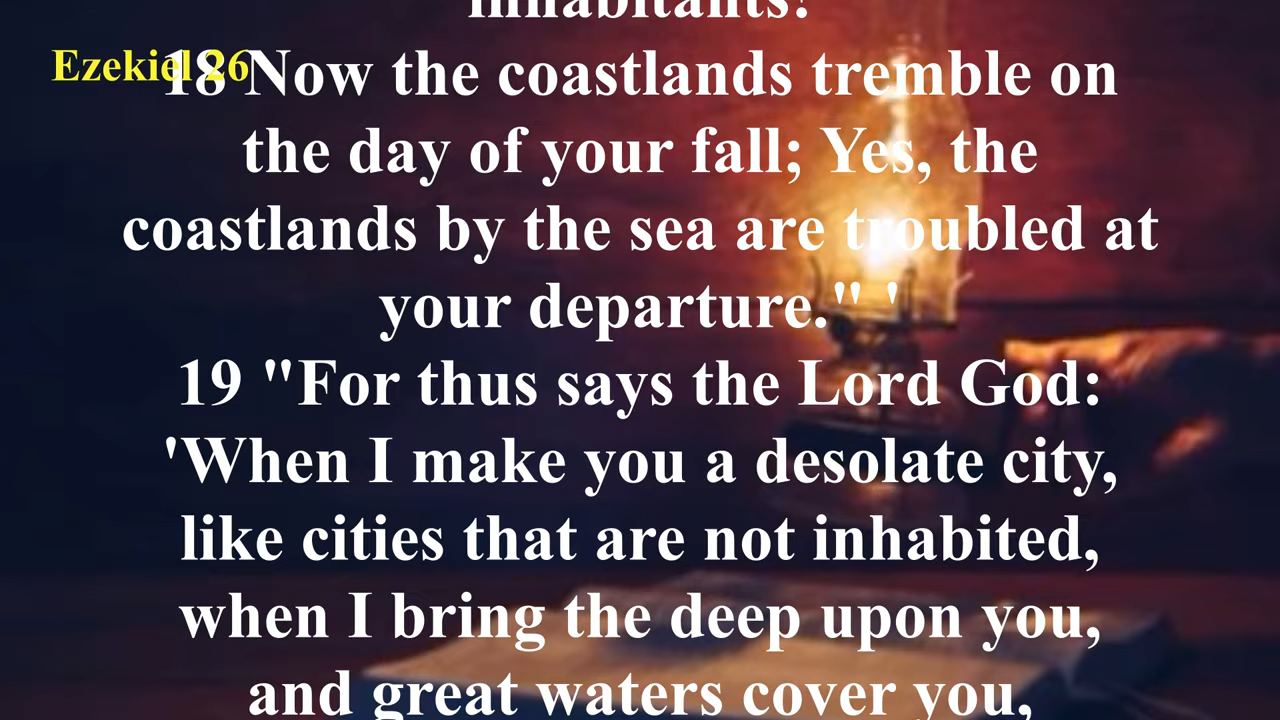 inhabitants!
Ezekiel 26
18 Now the coastlands tremble on
the day of your fall; Yes, the
coastlands by the sea are troubled at
your departure." '
19 "For thus says the Lord God:
'When I make you a desolate city,
like cities that are not inhabited,
when I bring the deep upon you,
and great waters cover you,